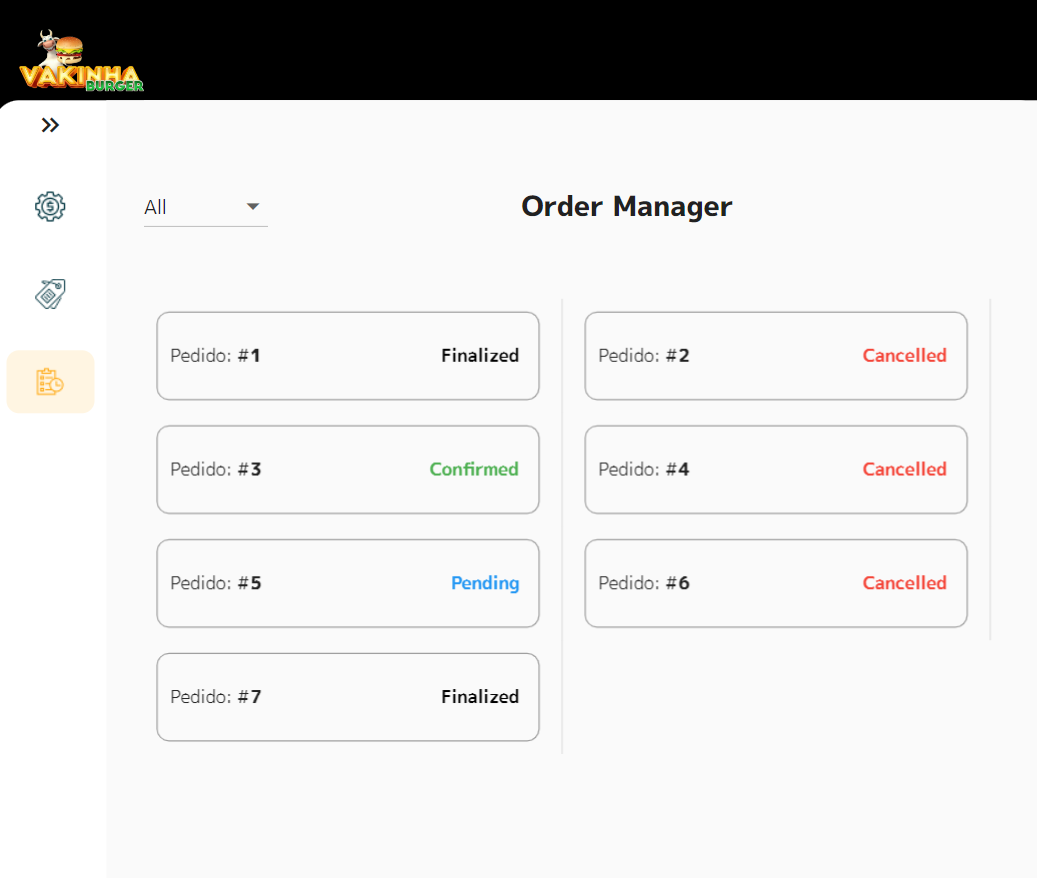 VAKINHA
BURGER
All
Order Manager
Pedido: #1 Finalized
Pedido: #2 Cancelled
Pedido: #3 Confirmed
Pedido: #4 Cancelled
Pedido: #5 Pending
Pedido: #6 Cancelled
Pedido: #7 Finalized